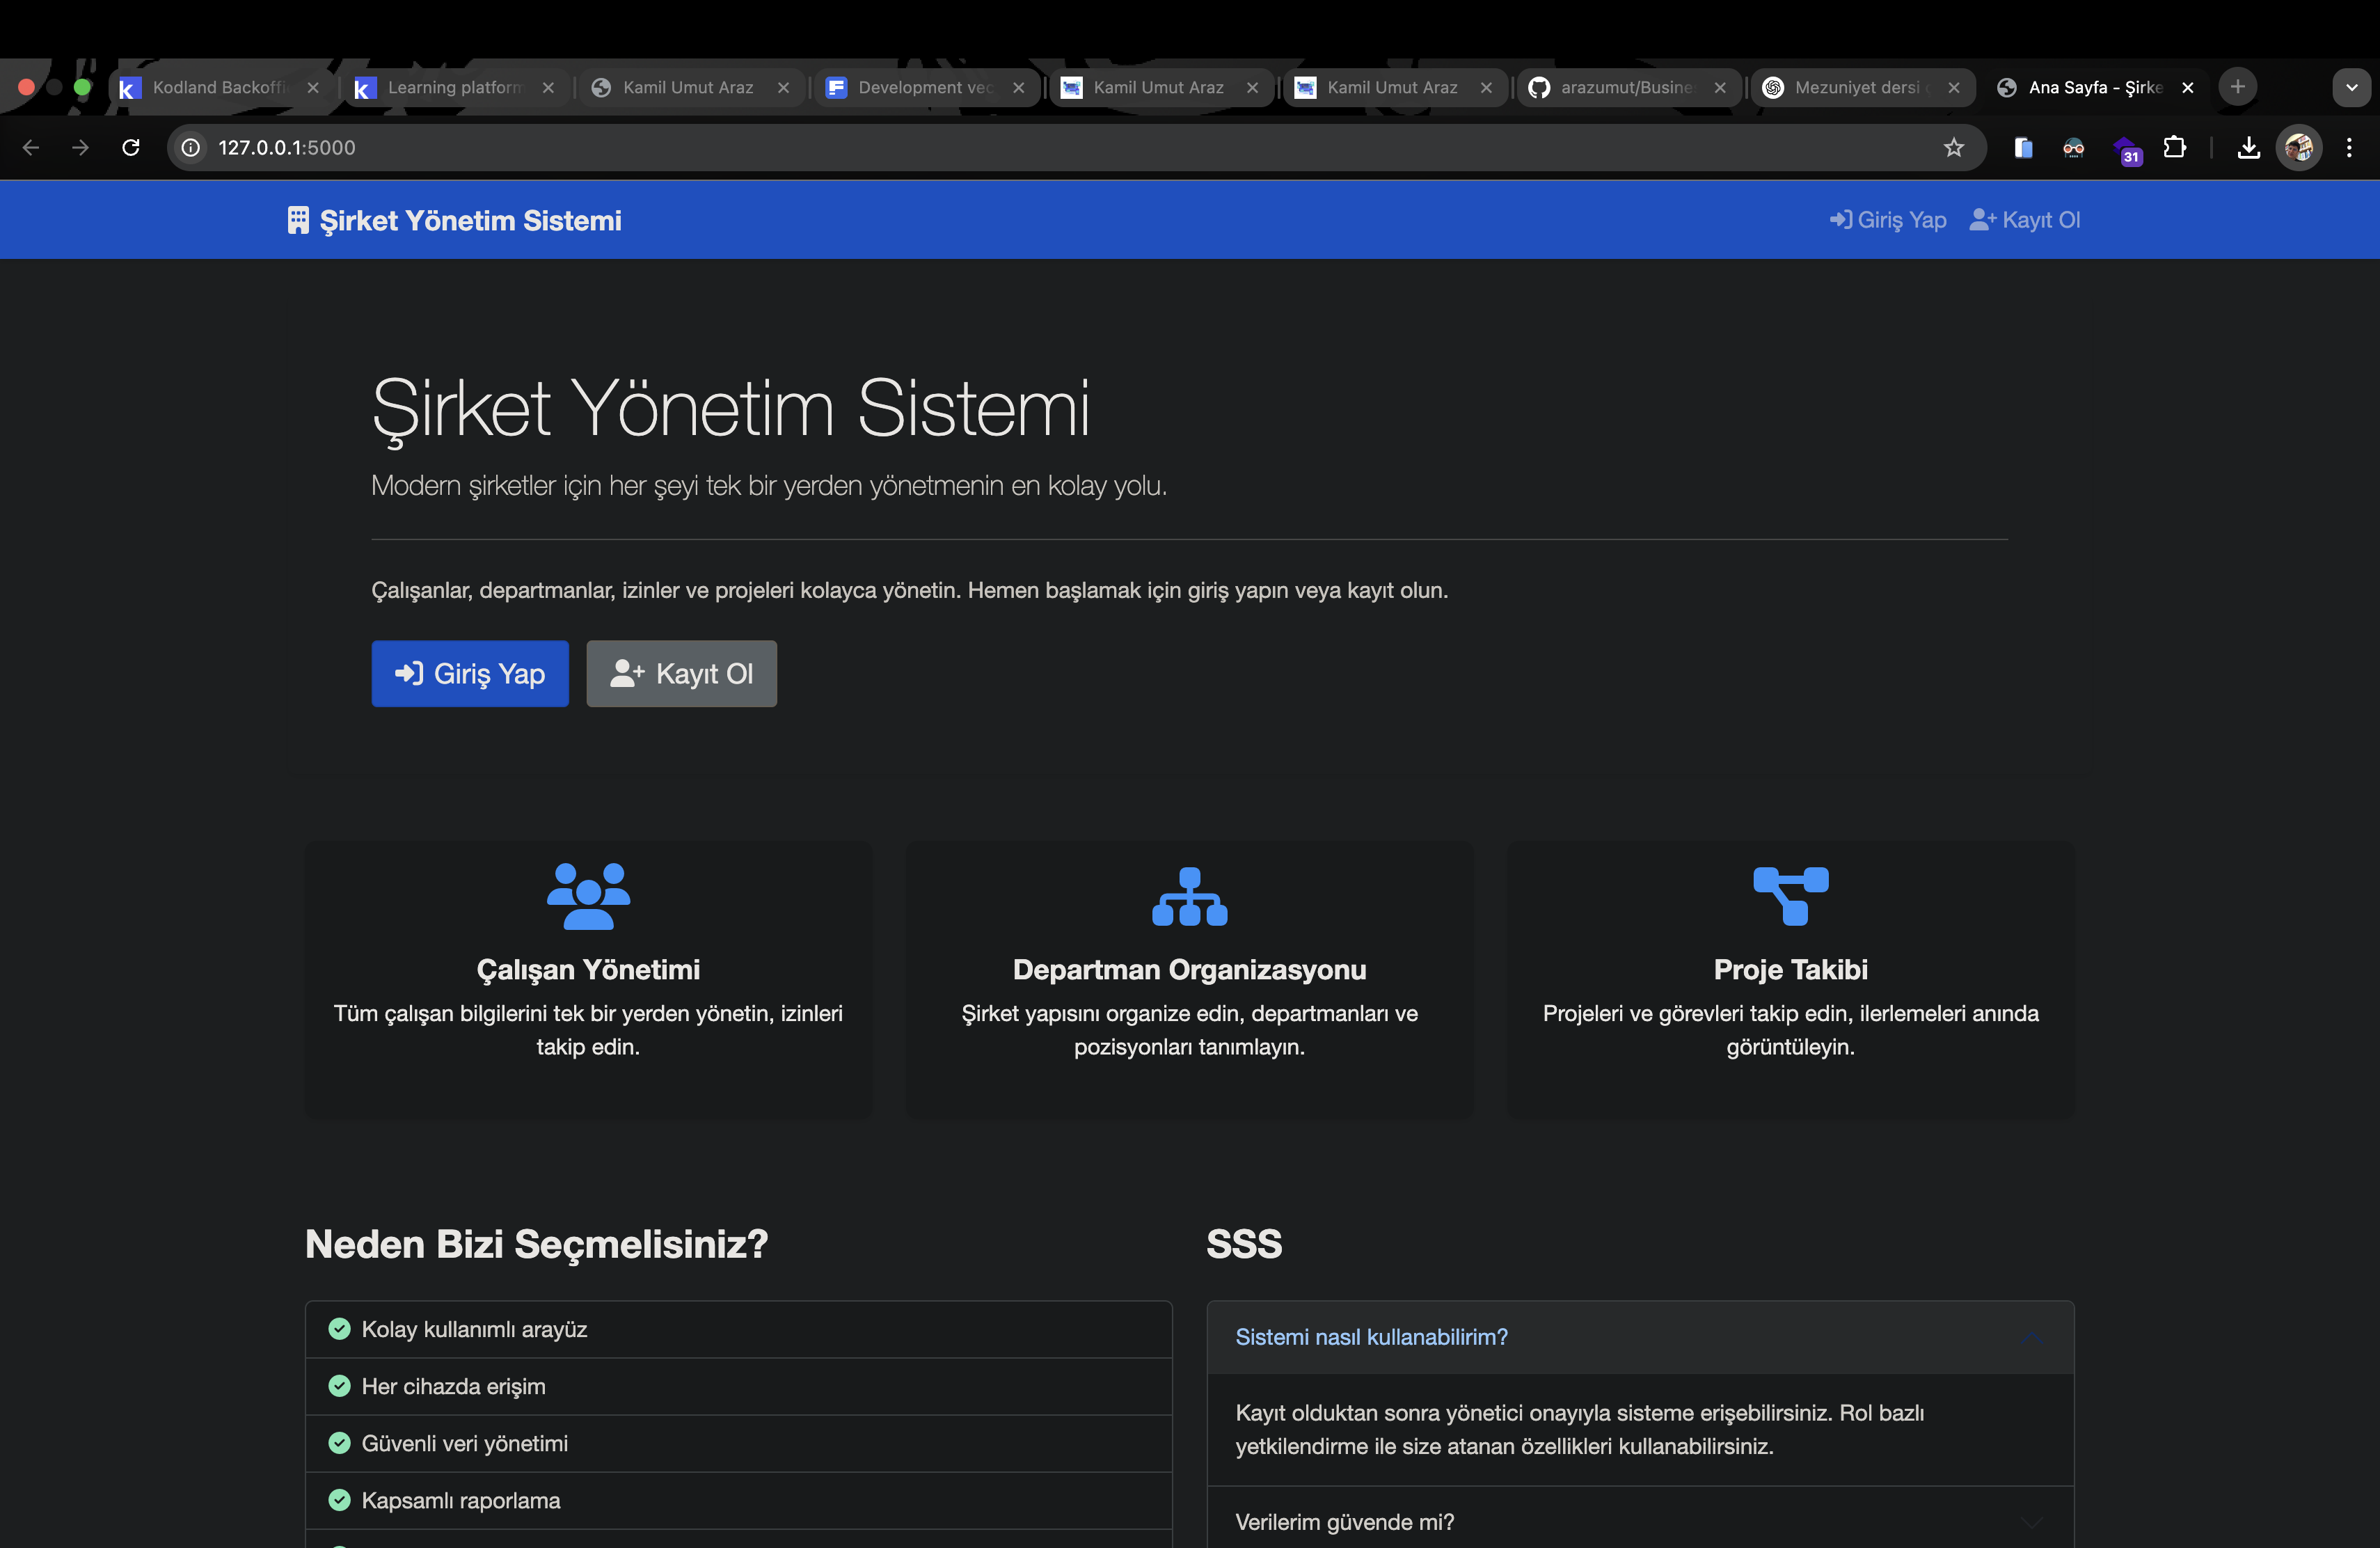 Kodland Backoffi
Learning platform
Kamil Umut Araz
Development vec
Kamil Umut Araz
Kamil Umut Araz
arazumut/Busine
Mezuniyet dersi
Ana Sayfa - Şirke
127.0.0.1:5000
31
Şirket Yönetim Sistemi
Giriş Yap
Kayıt Ol
Şirket Yönetim Sistemi
Modern şirketler için her şeyi tek bir yerden yönetmenin en kolay yolu.
Çalışanlar, departmanlar, izinler ve projeleri kolayca yönetin. Hemen başlamak için giriş yapın veya kayıt olun.
Giriş Yap
Kayıt Ol
Çalışan Yönetimi
Tüm çalışan bilgilerini tek bir yerden yönetin, izinleri
takip edin.
Departman Organizasyonu
Şirket yapısını organize edin, departmanları ve
pozisyonları tanımlayın.
Proje Takibi
Projeleri ve görevleri takip edin, ilerlemeleri anında
görüntüleyin.
Neden Bizi Seçmelisiniz?
Kolay kullanımlı arayüz
Her cihazda erişim
Güvenli veri yönetimi
Kapsamlı raporlama
SSS
Sistemi nasıl kullanabilirim?
Kayıt olduktan sonra yönetici onayıyla sisteme erişebilirsiniz. Rol bazlı
yetkilendirme ile size atanan özellikleri kullanabilirsiniz.
Verilerim güvende mi?